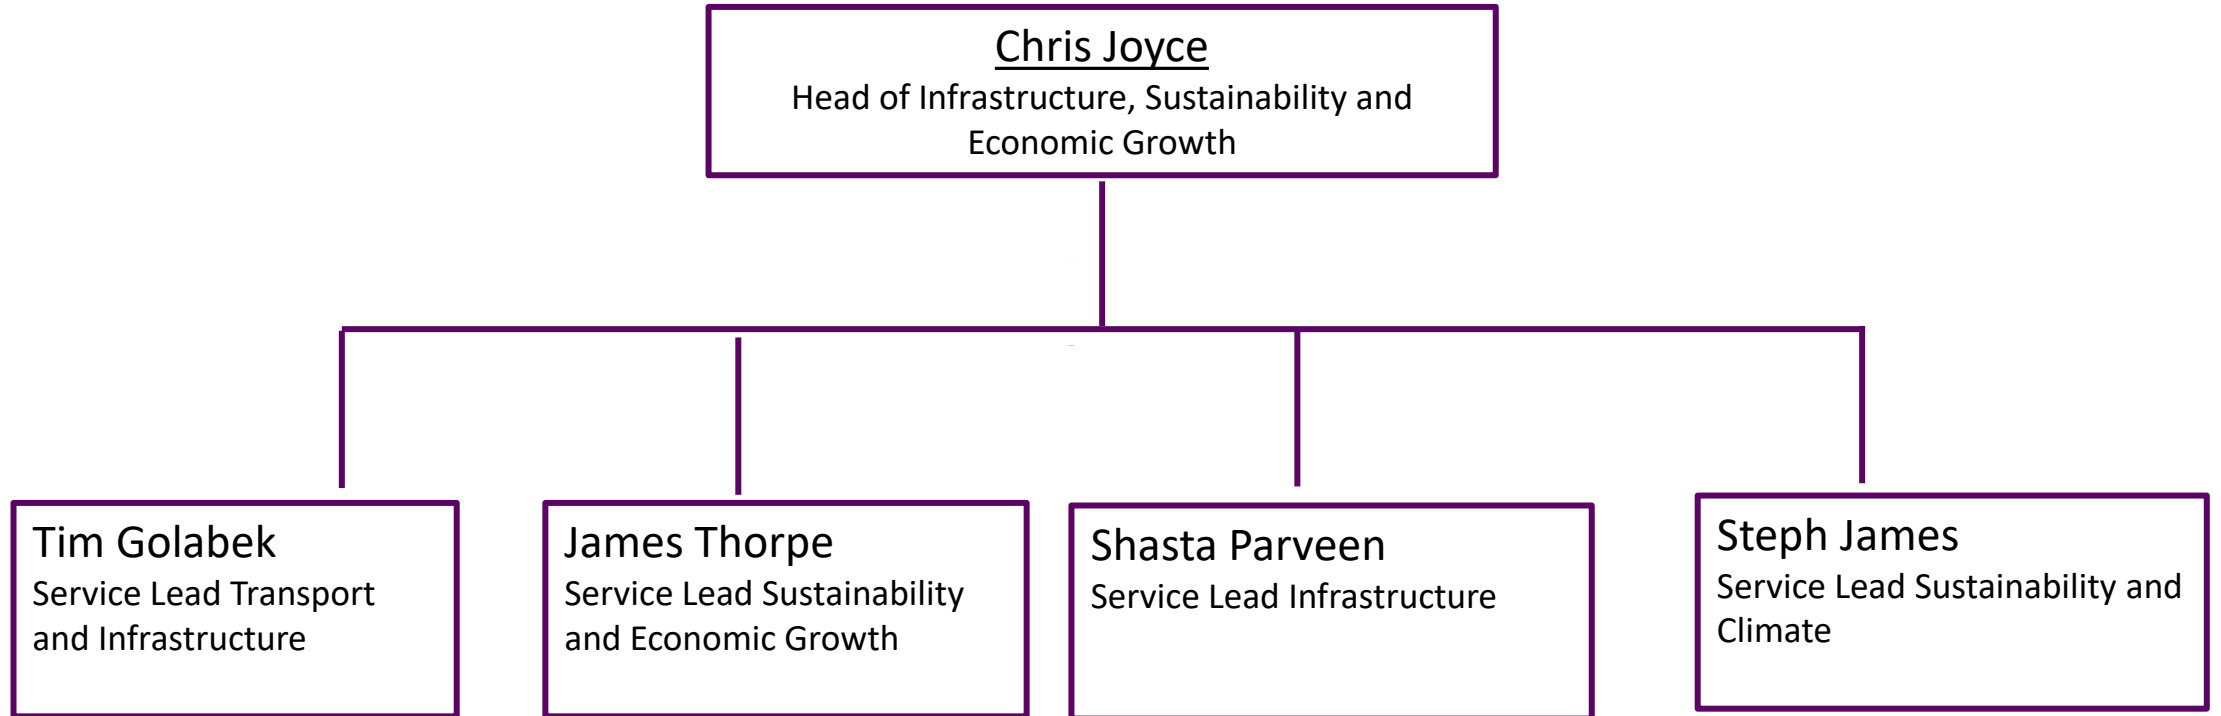 Chris Joyce
Head of Infrastructure, Sustainability and
Economic Growth
Tim Golabek
Service Lead Transport
and Infrastructure
James Thorpe
Service Lead Sustainability
and Economic Growth
Shasta Parveen
Service Lead Infrastructure
Steph James
Service Lead Sustainability and
Climate